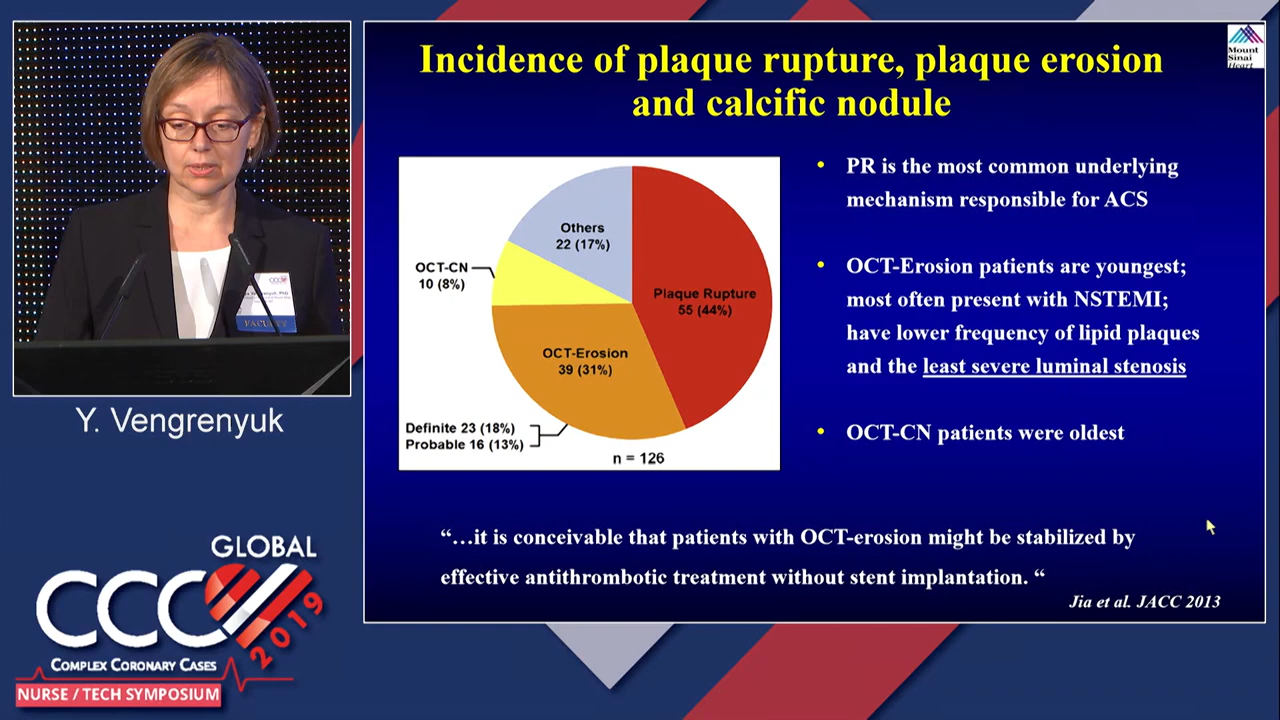 Incidence of plaque rupture, plaque erosion
and calcific nodule
Mount
Sinai
Heart
Others
22 (17%)
OCT-CN
10 (8%)
Plaque Rupture
55 (44%)
OCT-Erosion
39 (31%)
Definite 23 (18%)
Probable 16 (13%)
n = 126
• PR is the most common underlying
mechanism responsible for ACS
• OCT-Erosion patients are youngest;
most often present with NSTEMI;
have lower frequency of lipid plaques
and the least severe luminal stenosis
• OCT-CN patients were oldest
“…it is conceivable that patients with OCT-erosion might be stabilized by
effective antithrombotic treatment without stent implantation. “
Jia et al. JACC 2013
FACULTY
Y. Vengrenyuk
GLOBAL
CCC
2019
COMPLEX CORONARY CASES
NURSE / TECH SYMPOSIUM